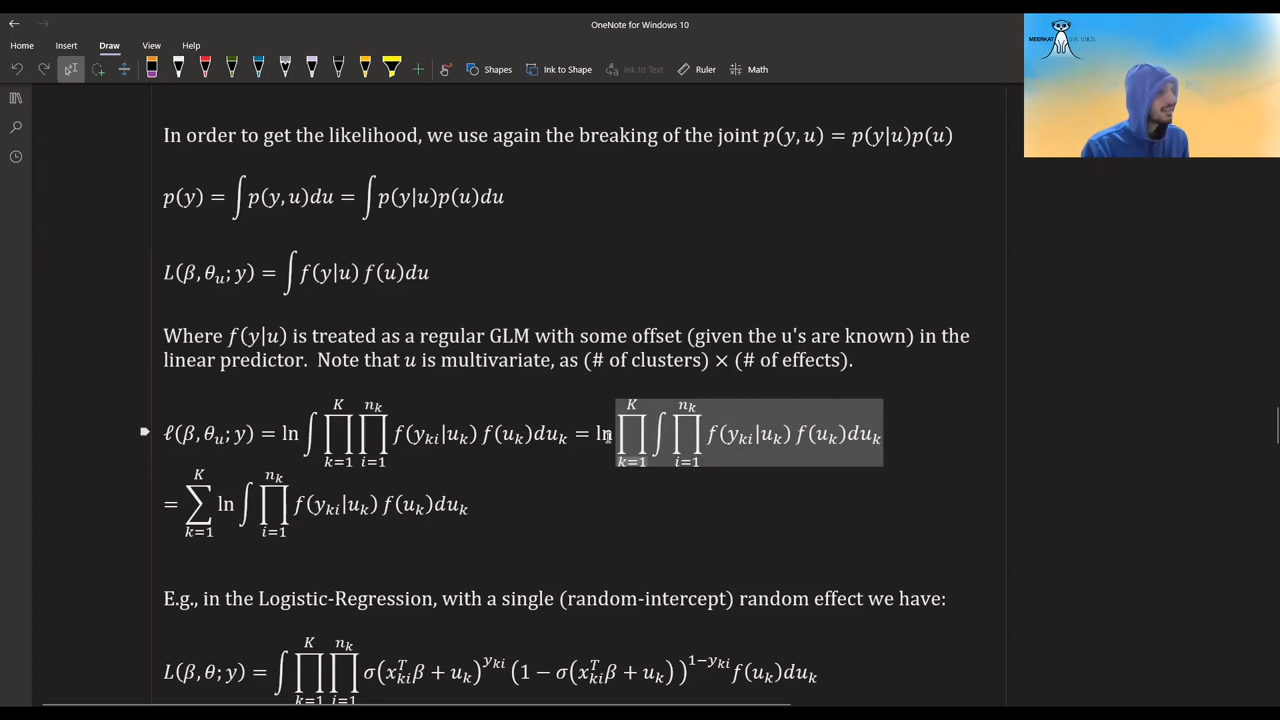 OneNote for Windows 10
Home Insert Draw View Help
Shapes Ink to Shape Ink to Text Ruler Math
MEERKAT
In order to get the likelihood, we use again the breaking of the joint p(y, u) = p(y|u)p(u)
p(y) = ∫ p(y, u)du = ∫ p(y|u)p(u)du
L(β, θ_u; y) = ∫ f(y|u) f(u)du
Where f(y|u) is treated as a regular GLM with some offset (given the u's are known) in the
linear predictor. Note that u is multivariate, as (# of clusters) × (# of effects).
ℓ(β, θ_u; y) = ln ∫ ∏_{k=1}^{K} ∏_{i=1}^{n_k} f(y_{ki}|u_k) f(u_k)du_k = ln ∏_{k=1}^{K} ∫ ∏_{i=1}^{n_k} f(y_{ki}|u_k) f(u_k)du_k
= ∑_{k=1}^{K} ln ∫ ∏_{i=1}^{n_k} f(y_{ki}|u_k) f(u_k)du_k
E.g., in the Logistic-Regression, with a single (random-intercept) random effect we have:
L(β, θ; y) = ∫ ∏_{k=1}^{K} ∏_{i=1}^{n_k} σ(x_{ki}^T β + u_k)^{y_{ki}} (1 − σ(x_{ki}^T β + u_k))^{1−y_{ki}} f(u_k)du_k